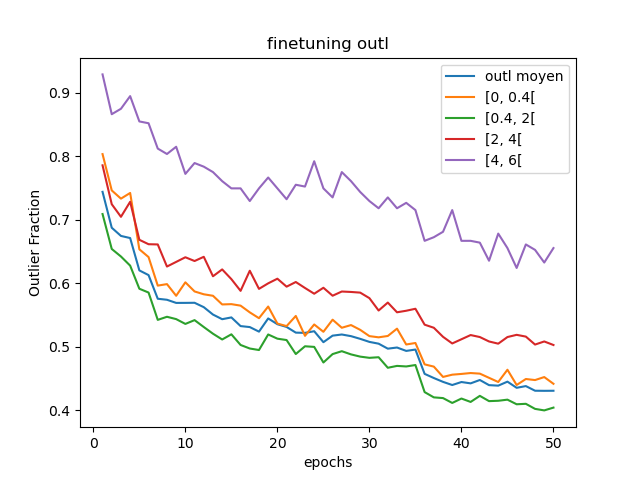 finetuning outl
outl moyen
[0, 0.4[
[0.4, 2[
[2, 4[
[4, 6[
Outlier Fraction
0.9
0.8
0.7
0.6
0.5
0.4
0 10 20 30 40 50
epochs